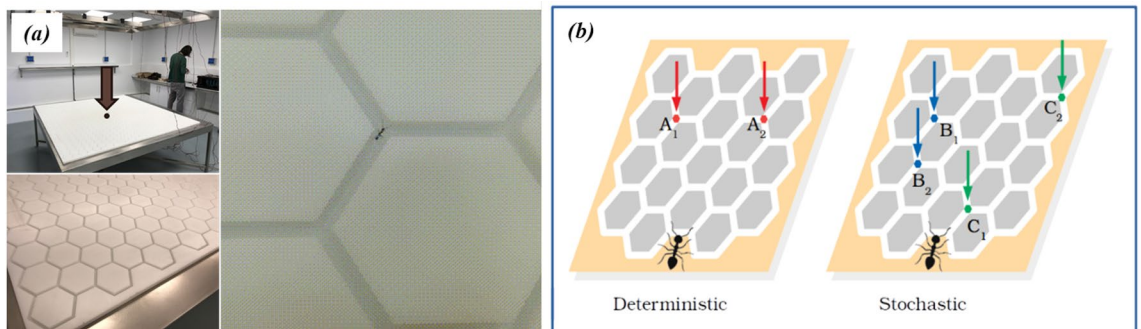 (a)
(b)
A1
A2
B1
B2
C2
C1
Deterministic
Stochastic